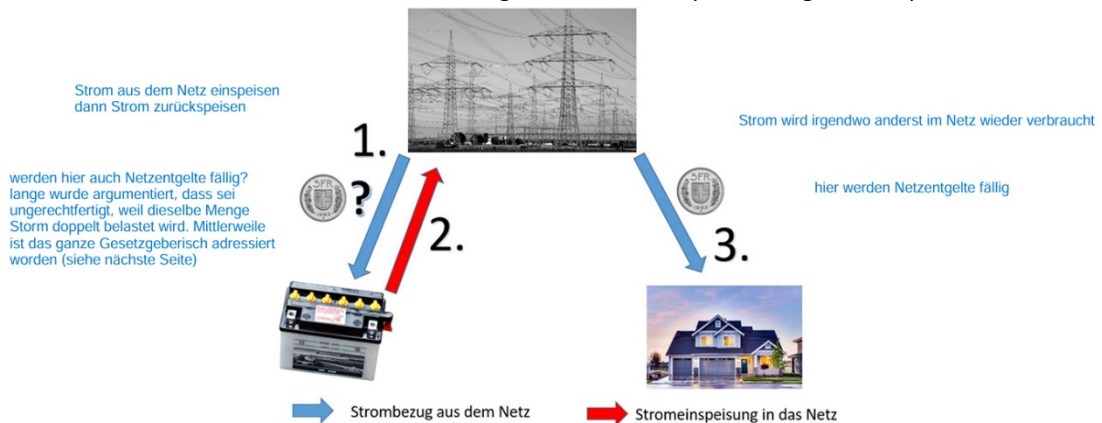 Strom aus dem Netz einspeisen
dann Strom zurückspeisen
1.
werden hier auch Netzentgelte fällig?
lange wurde argumentiert, dass sei
ungerechtfertigt, weil dieselbe Menge
Storm doppelt belastet wird. Mittlerweile
ist das ganze Gesetzgeberisch adressiert
worden (siehe nächste Seite)
5FR
?
2.
Strom wird irgendwo anderst im Netz wieder verbraucht
5FR
hier werden Netzentgelte fällig
3.
Strombezug aus dem Netz
Stromeinspeisung in das Netz